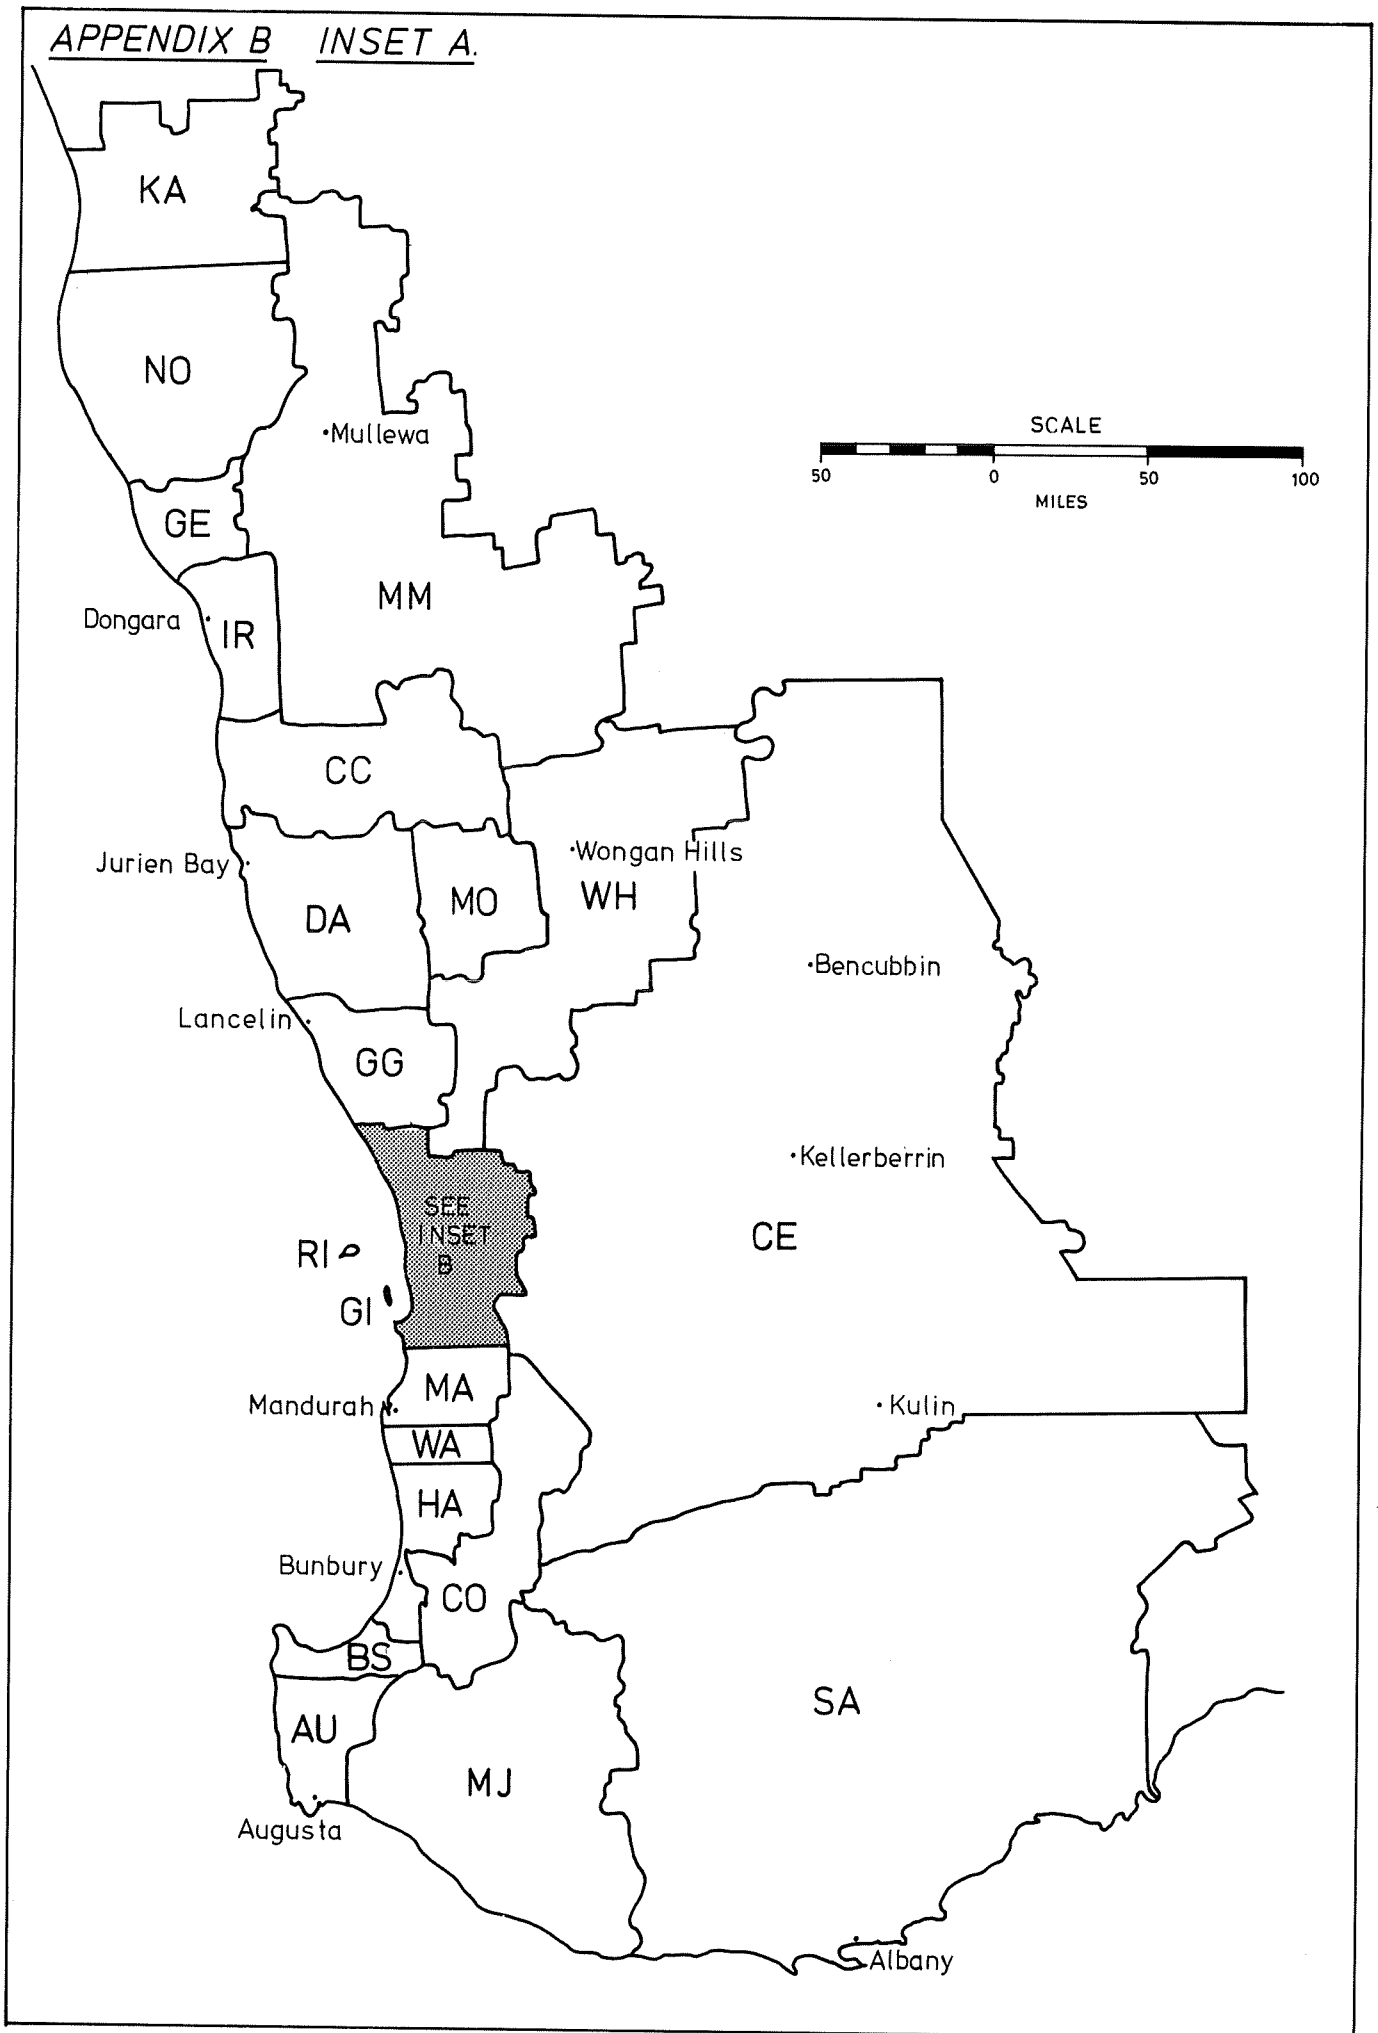 APPENDIX B INSET A.
KA
NO
Mullewa
SCALE
50 0 50 100
MILES
GE
MM
Dongara
IR
CC
Jurien Bay
Wongan Hills
MO
WH
DA
Bencubbin
Lancelin
GG
Kellerberrin
SEE
INSET
B
CE
RI
GI
MA
Mandurah
Kulin
WA
HA
Bunbury
CO
BS
SA
AU
MJ
Augusta
Albany